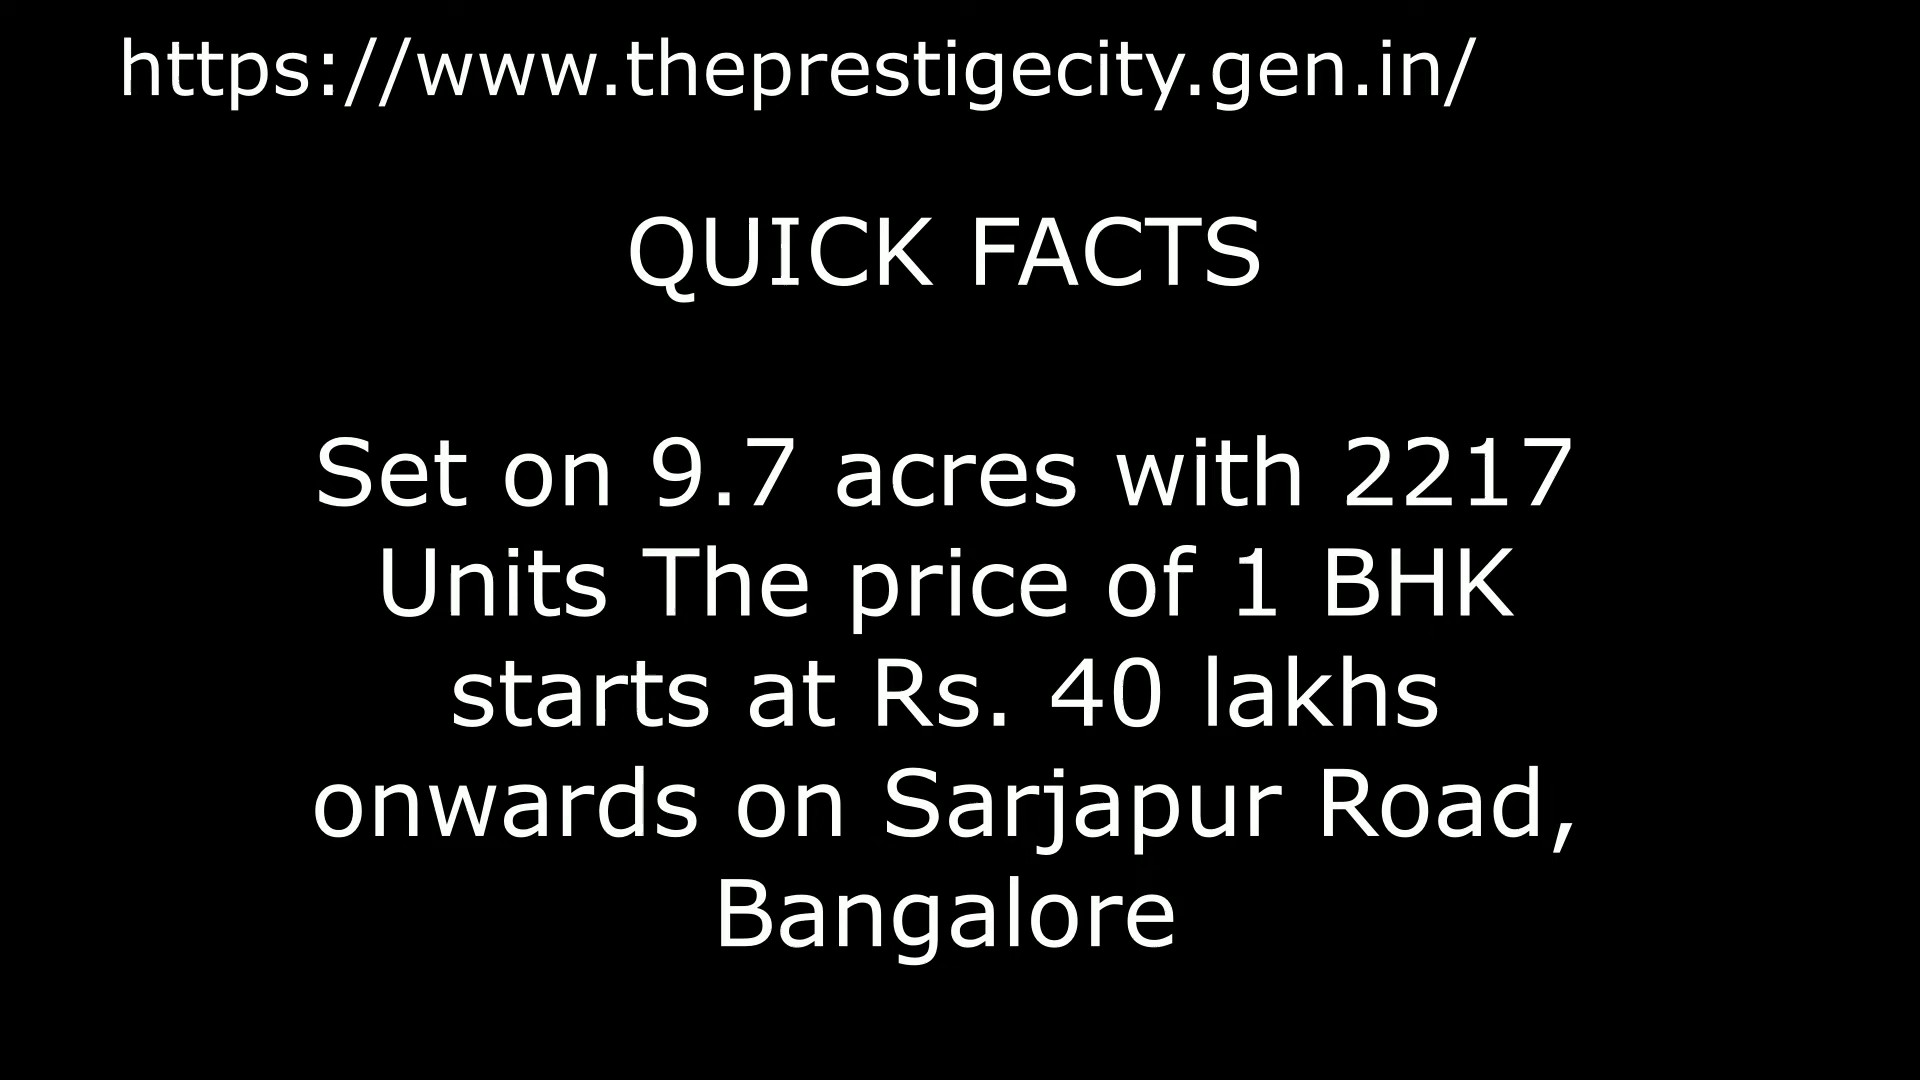 https://www.theprestigecity.gen.in/
QUICK FACTS
Set on 9.7 acres with 2217
Units The price of 1 BHK
starts at Rs. 40 lakhs
onwards on Sarjapur Road,
Bangalore